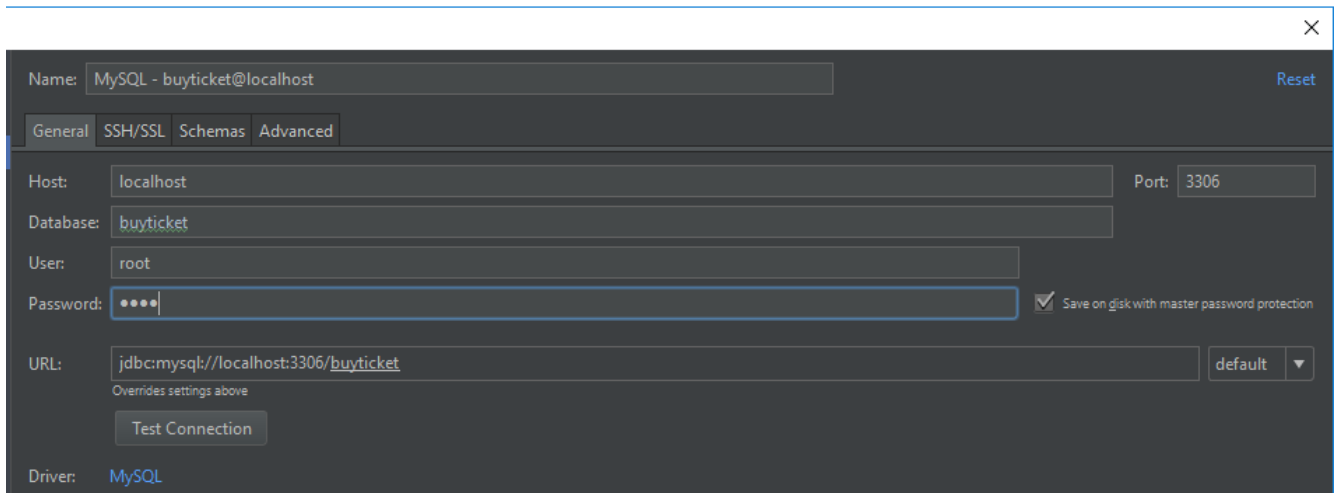 Name: MySQL - buyticket@localhost Reset
General SSH/SSL Schemas Advanced
Host: localhost Port: 3306
Database: buyticket
User: root
Password: ●●●● Save on disk with master password protection
URL: jdbc:mysql://localhost:3306/buyticket default
Overrides settings above
Test Connection
Driver: MySQL